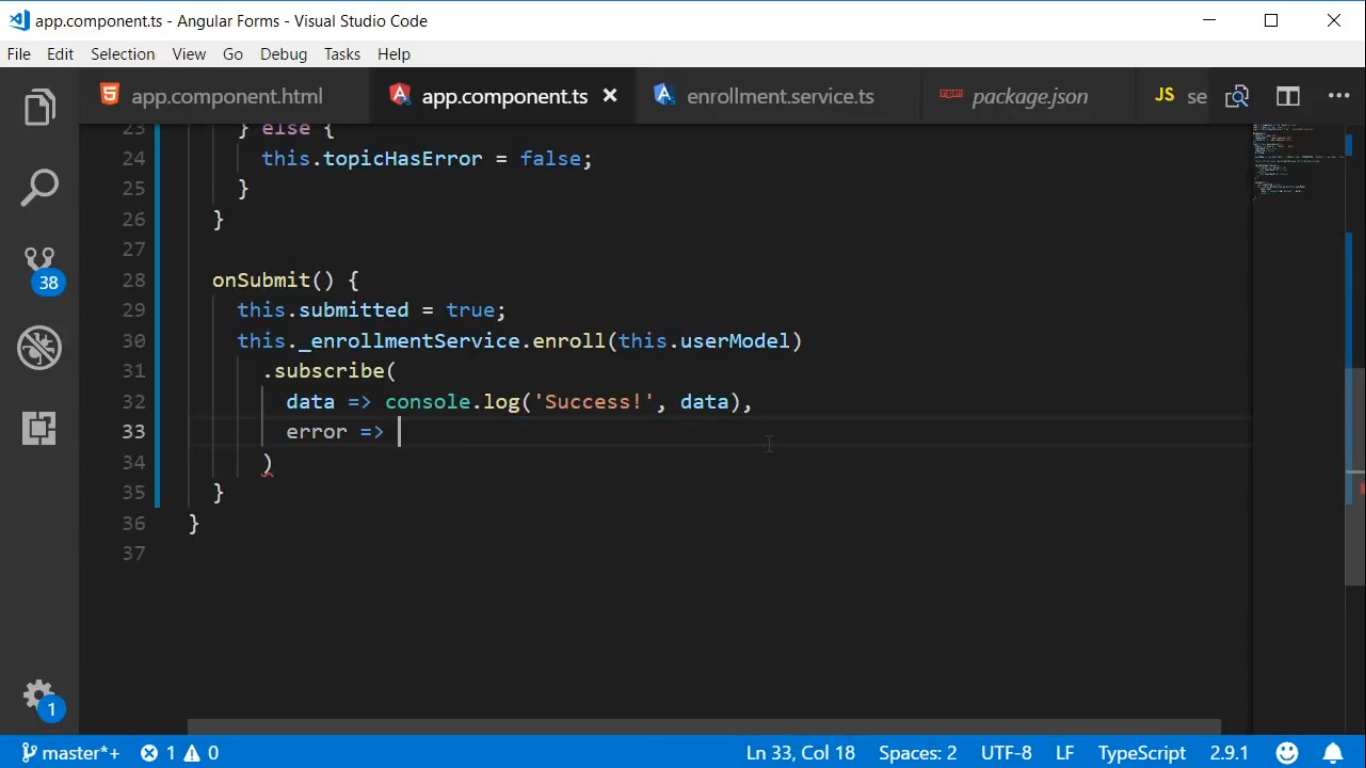 app.component.ts - Angular Forms - Visual Studio Code
File Edit Selection View Go Debug Tasks Help
app.component.html app.component.ts enrollment.service.ts package.json JS se
23 } else {
24 this.topicHasError = false;
25 }
26 }
27
28 onSubmit() {
29 this.submitted = true;
30 this._enrollmentService.enroll(this.userModel)
31 .subscribe(
32 data => console.log('Success!', data),
33 error =>
34 )
35 }
36 }
37
38
1
master*+ 1 0 Ln 33, Col 18 Spaces: 2 UTF-8 LF TypeScript 2.9.1